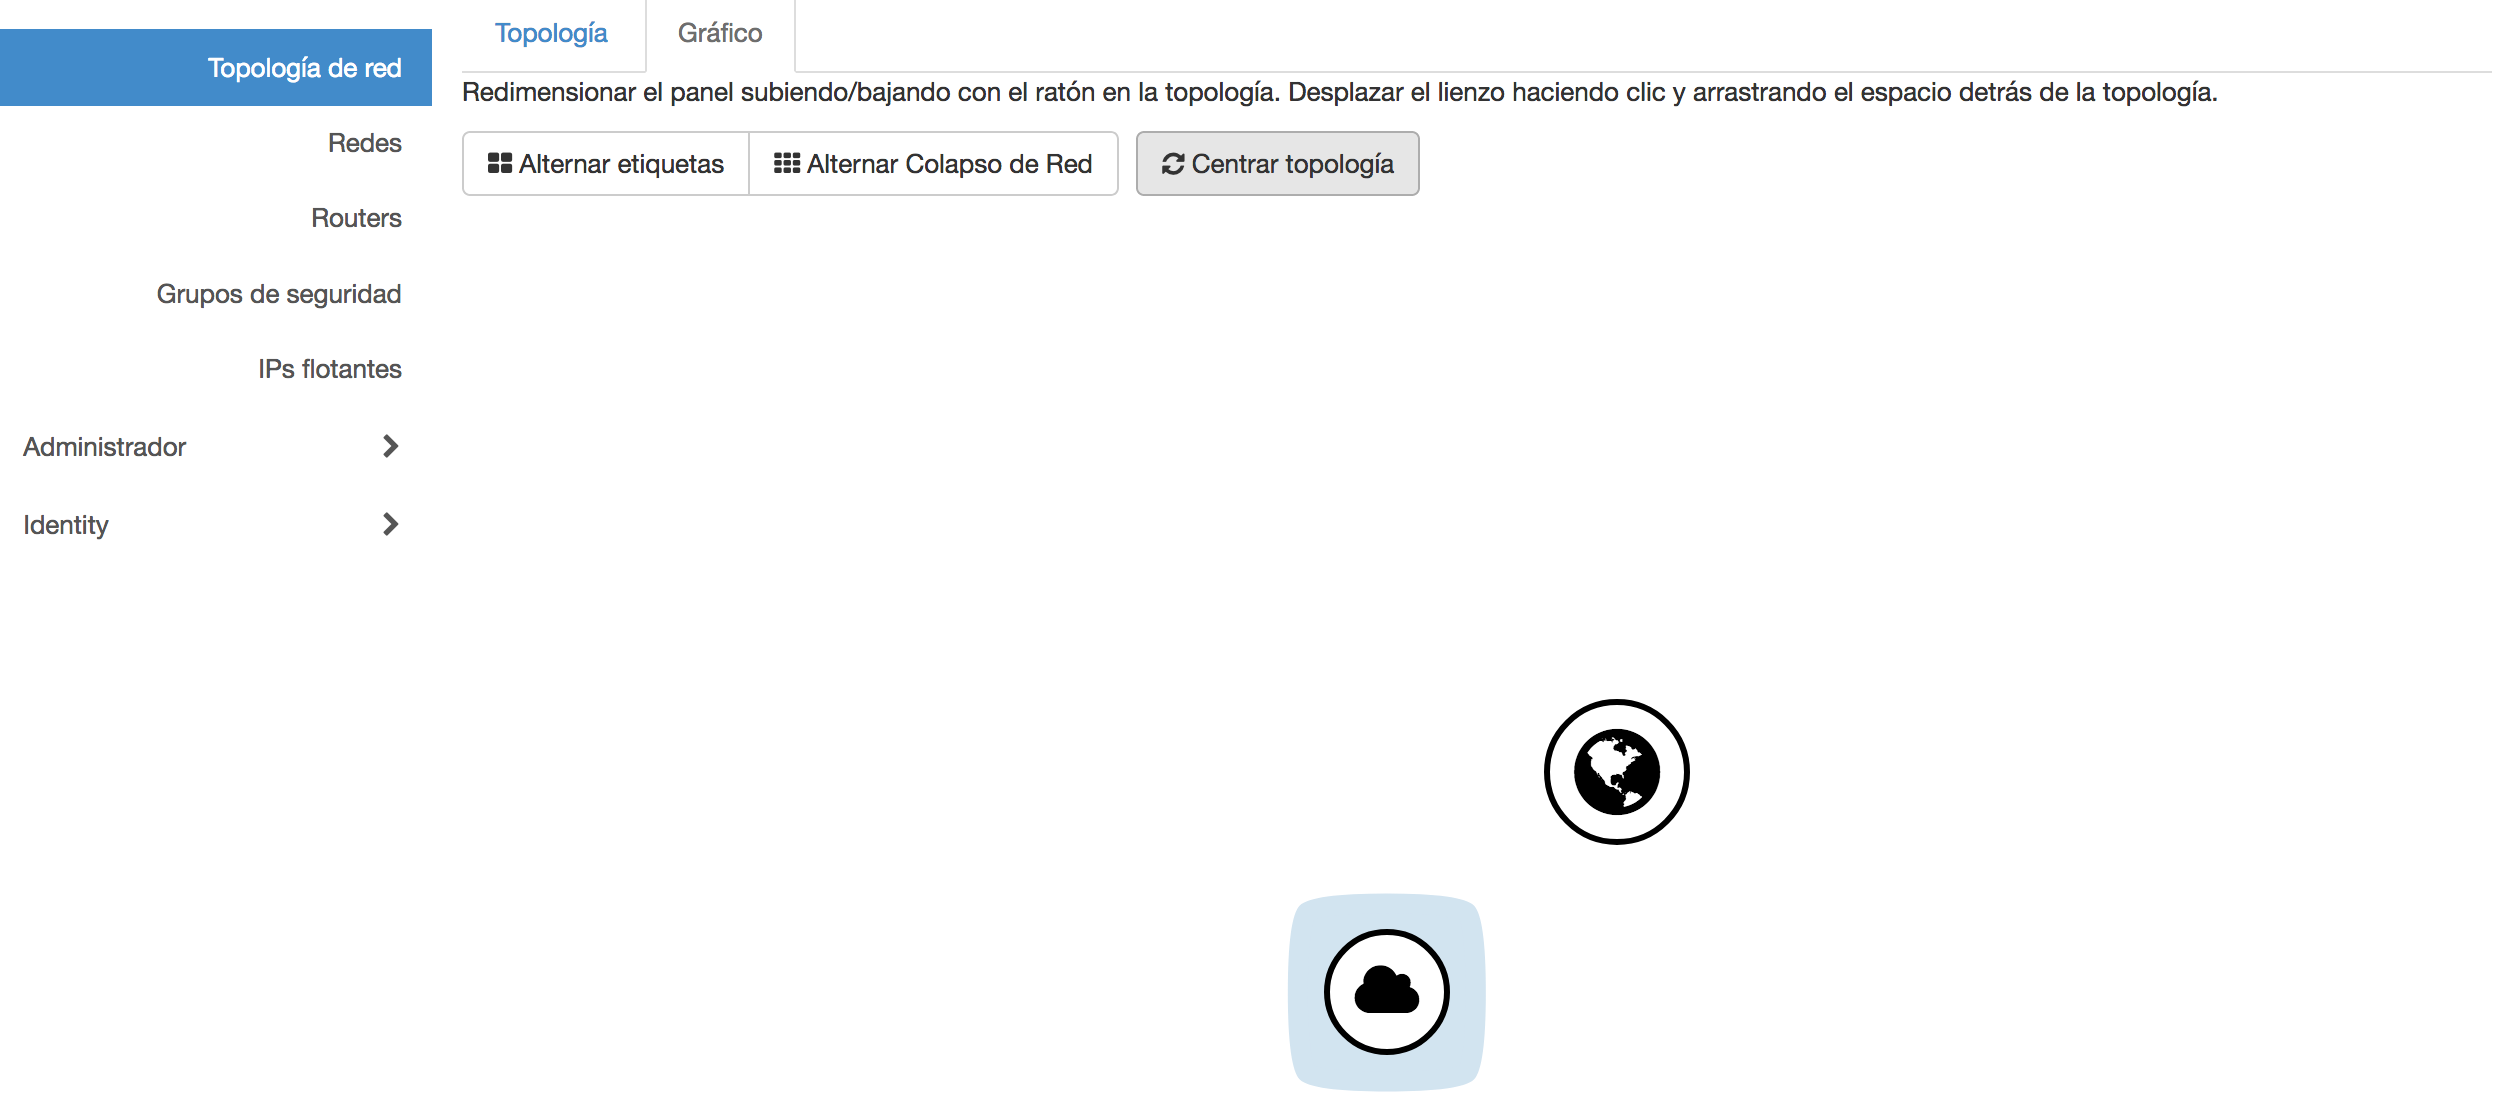 Topología de red
Redes
Routers
Grupos de seguridad
IPs flotantes
Administrador
Identity
Topología
Gráfico
Redimensionar el panel subiendo/bajando con el ratón en la topología. Desplazar el lienzo haciendo clic y arrastrando el espacio detrás de la topología.
Alternar etiquetas
Alternar Colapso de Red
Centrar topología